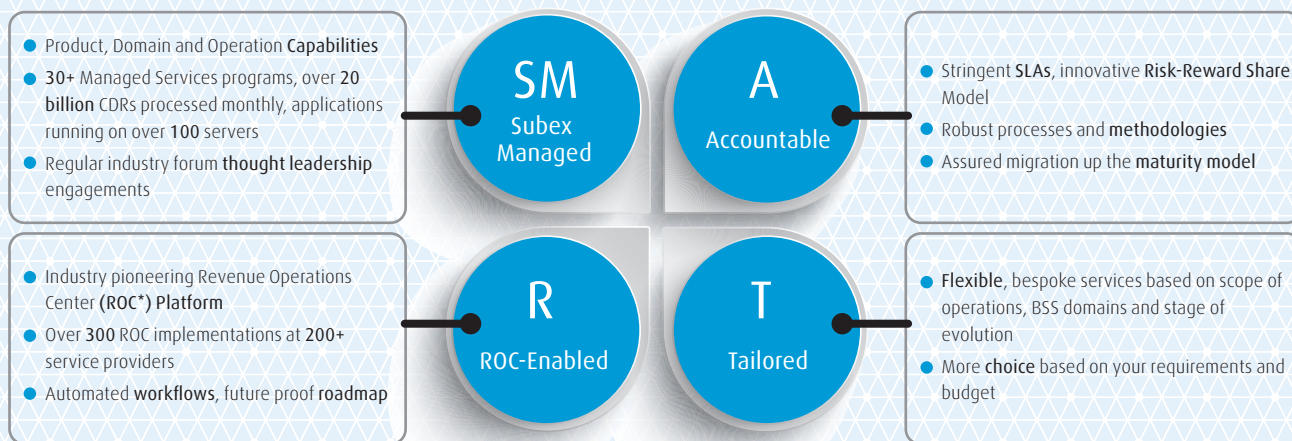 ● Product, Domain and Operation Capabilities
● 30+ Managed Services programs, over 20
billion CDRs processed monthly, applications
running on over 100 servers
● Regular industry forum thought leadership
engagements
SM
Subex
Managed
A
Accountable
● Stringent SLAs, innovative Risk-Reward Share
Model
● Robust processes and methodologies
● Assured migration up the maturity model
● Industry pioneering Revenue Operations
Center (ROC*) Platform
● Over 300 ROC implementations at 200+
service providers
● Automated workflows, future proof roadmap
R
ROC-Enabled
T
Tailored
● Flexible, bespoke services based on scope of
operations, BSS domains and stage of
evolution
● More choice based on your requirements and
budget